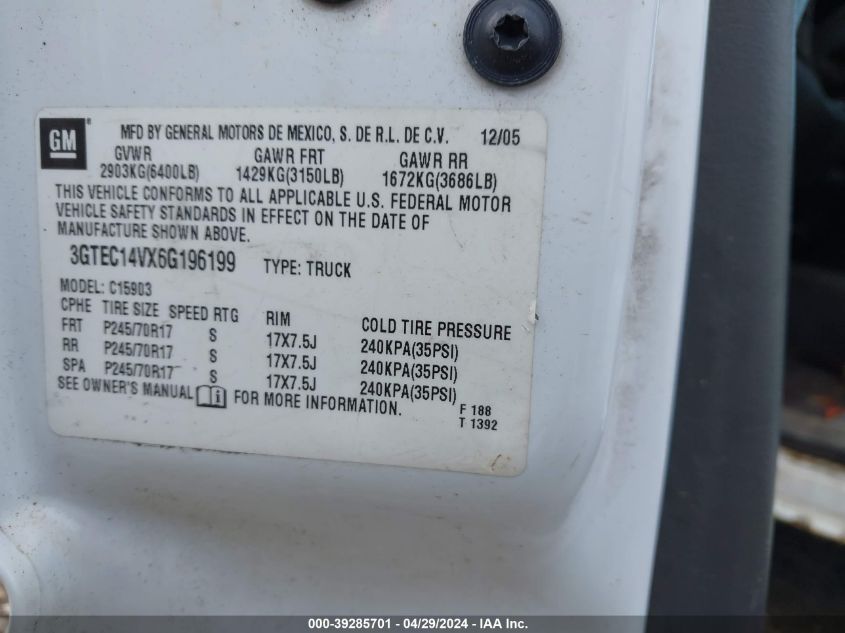 GM ® MFD BY GENERAL MOTORS DE MEXICO, S. DE R.L. DE C.V. 12/05
GVWR GAWR FRT GAWR RR
2903KG(6400LB) 1429KG(3150LB) 1672KG(3686LB)
THIS VEHICLE CONFORMS TO ALL APPLICABLE U.S. FEDERAL MOTOR
VEHICLE SAFETY STANDARDS IN EFFECT ON THE DATE OF
MANUFACTURE SHOWN ABOVE.
3GTEC14VX6G196199 TYPE: TRUCK
MODEL: C15903
CPHE TIRE SIZE SPEED RTG RIM COLD TIRE PRESSURE
FRT P245/70R17 S 17X7.5J 240KPA(35PSI)
RR P245/70R17 S 17X7.5J 240KPA(35PSI)
SPA P245/70R17 S 17X7.5J 240KPA(35PSI)
SEE OWNER'S MANUAL i FOR MORE INFORMATION.
F 188
T 1392
000-39285701 - 04/29/2024 - IAA Inc.